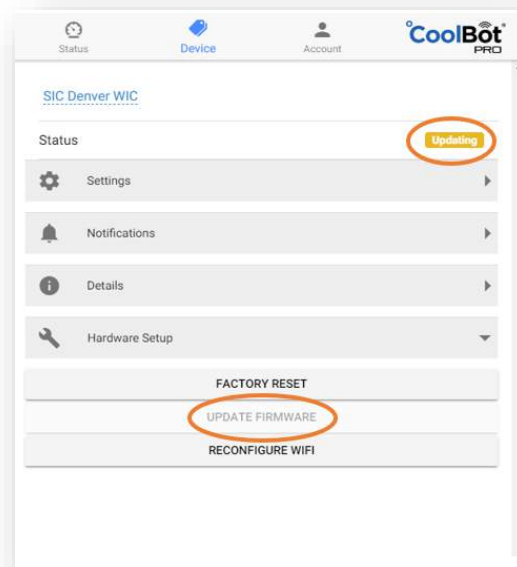 Status
Device
Account
°CoolBot
PRO
SIC Denver WIC
Status
Updating
Settings
Notifications
Details
Hardware Setup
FACTORY RESET
UPDATE FIRMWARE
RECONFIGURE WIFI